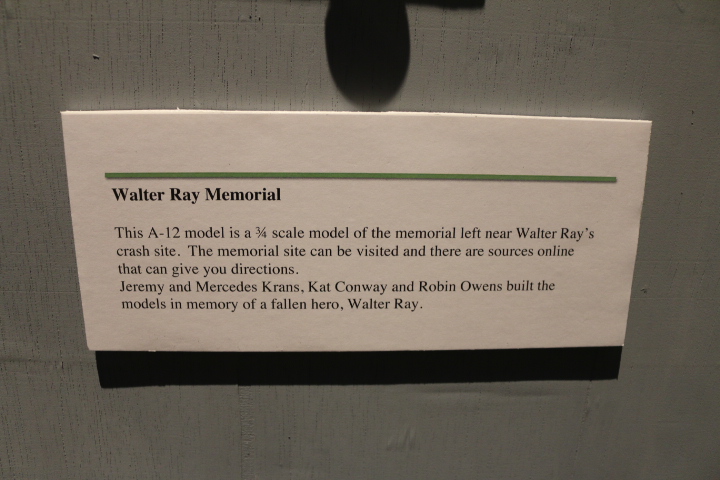 Walter Ray Memorial
This A-12 model is a ¾ scale model of the memorial left near Walter Ray's
crash site. The memorial site can be visited and there are sources online
that can give you directions.
Jeremy and Mercedes Krans, Kat Conway and Robin Owens built the
models in memory of a fallen hero, Walter Ray.